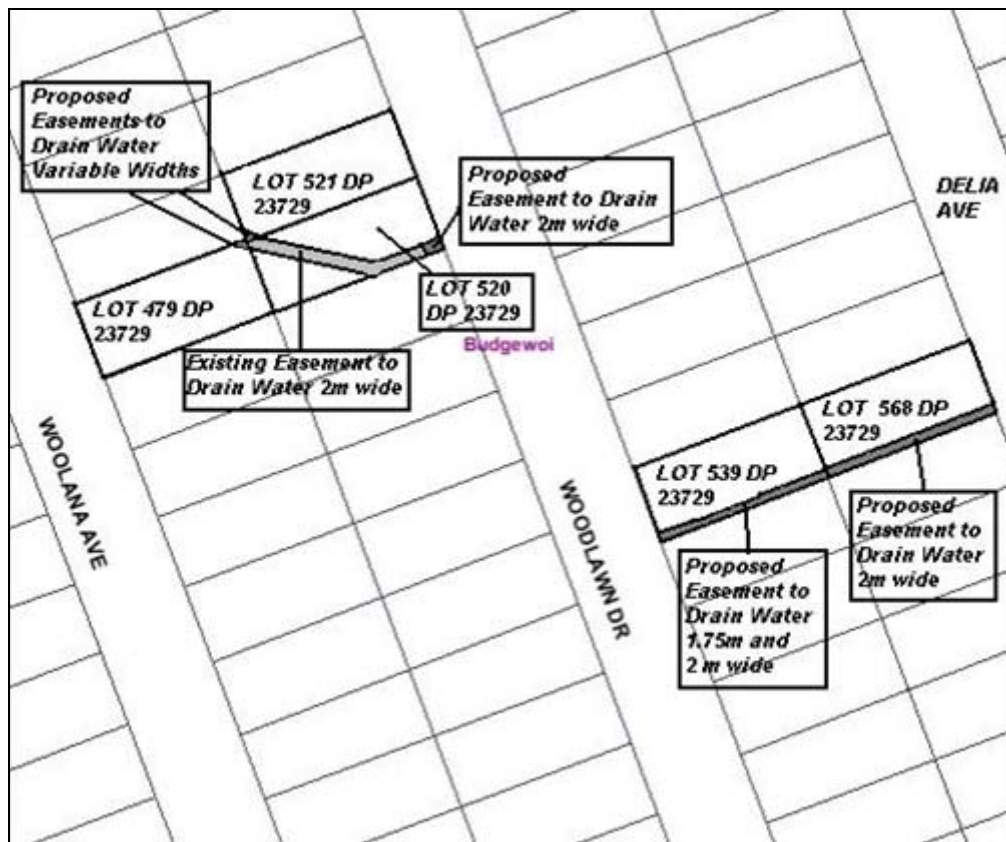 Proposed
Easements to
Drain Water
Variable Widths
LOT 521 DP
23729
Proposed
Easement to Drain
Water 2m wide
DELIA
AVE
LOT 479 DP
23729
LOT 520
DP 23729
Existing Easement to
Drain Water 2m wide
Budgewoi
WOOLANA AVE
WOODLAWN DR
LOT 568 DP
23729
LOT 539 DP
23729
Proposed
Easement to
Drain Water
2m wide
Proposed
Easement to
Drain Water
1.75m and
2 m wide